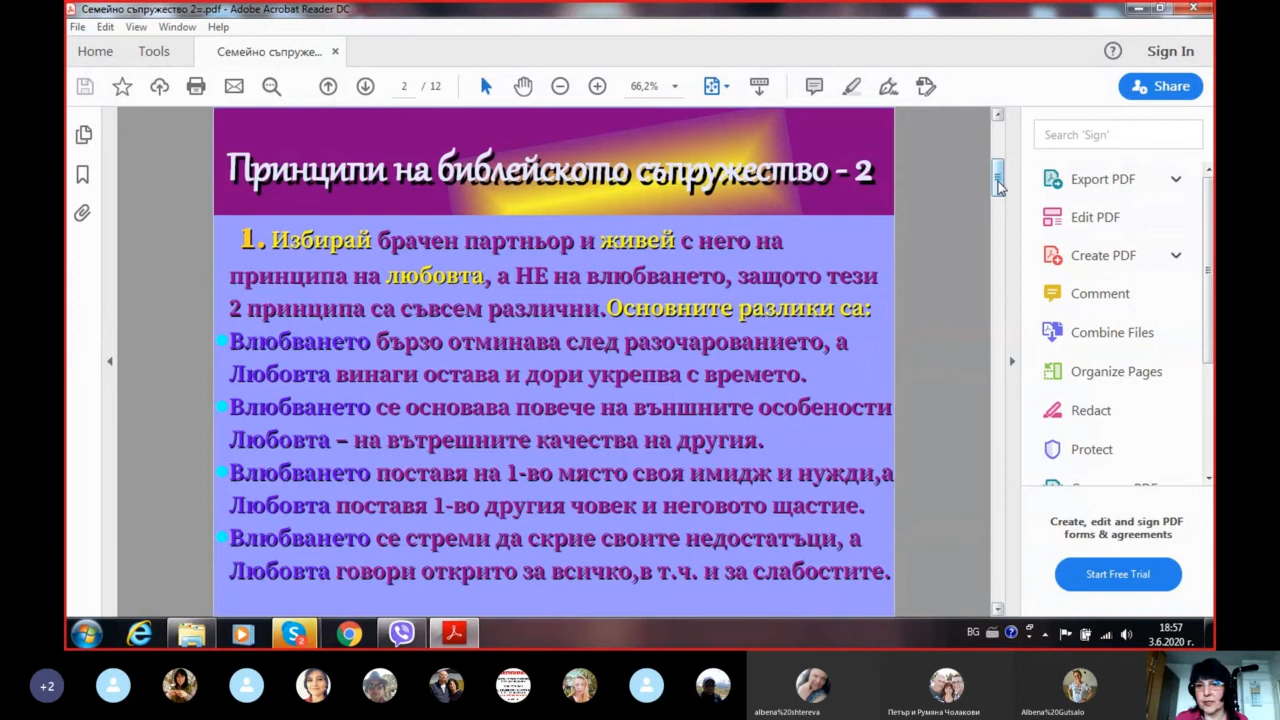 Семейно съпружество 2=.pdf - Adobe Acrobat Reader DC
File Edit View Window Help
Home Tools Семейно съпруже... × Sign In
2 / 12 66,2% Share
Принципи на библейското съпружество - 2
1. Избирай брачен партньор и живей с него на
принципа на любовта, а НЕ на влюбването, защото тези
2 принципа са съвсем различни.Основните разлики са:
Влюбването бързо отминава след разочарованието, а
Любовта винаги остава и дори укрепва с времето.
Влюбването се основава повече на външните особености
Любовта – на вътрешните качества на другия.
Влюбването поставя на 1-во място своя имидж и нужди,а
Любовта поставя 1-во другия човек и неговото щастие.
Влюбването се стреми да скрие своите недостатъци, а
Любовта говори открито за всичко,в т.ч. и за слабостите.
Search 'Sign'
Export PDF
Edit PDF
Create PDF
Comment
Combine Files
Organize Pages
Redact
Protect
Create, edit and sign PDF
forms & agreements
Start Free Trial
BG
18:57
3.6.2020 г.
+2
albena%20shtereva
Петър и Румяна Чолакови
Albena%20Gutsalo